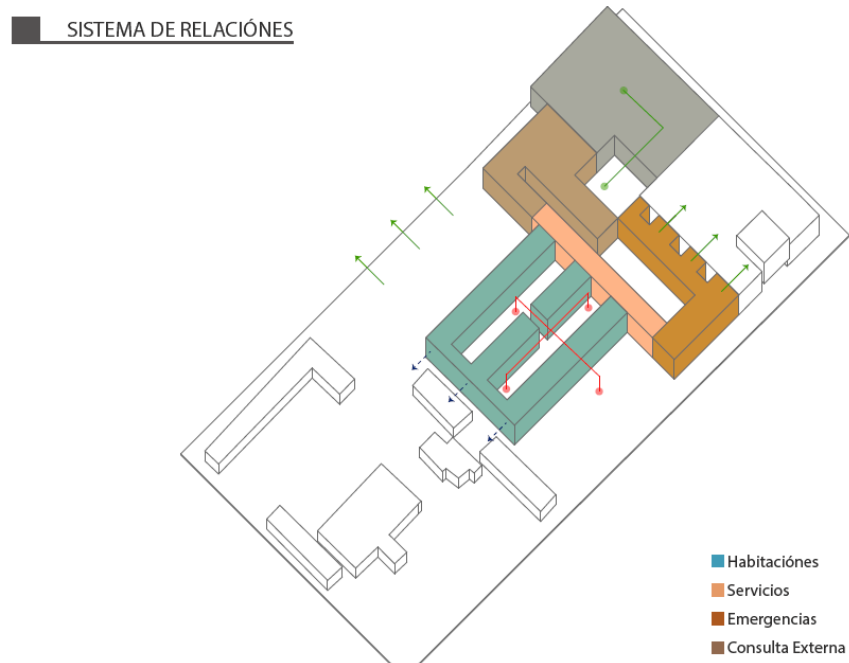 SISTEMA DE RELACIÓNES
Habitaciónes
Servicios
Emergencias
Consulta Externa